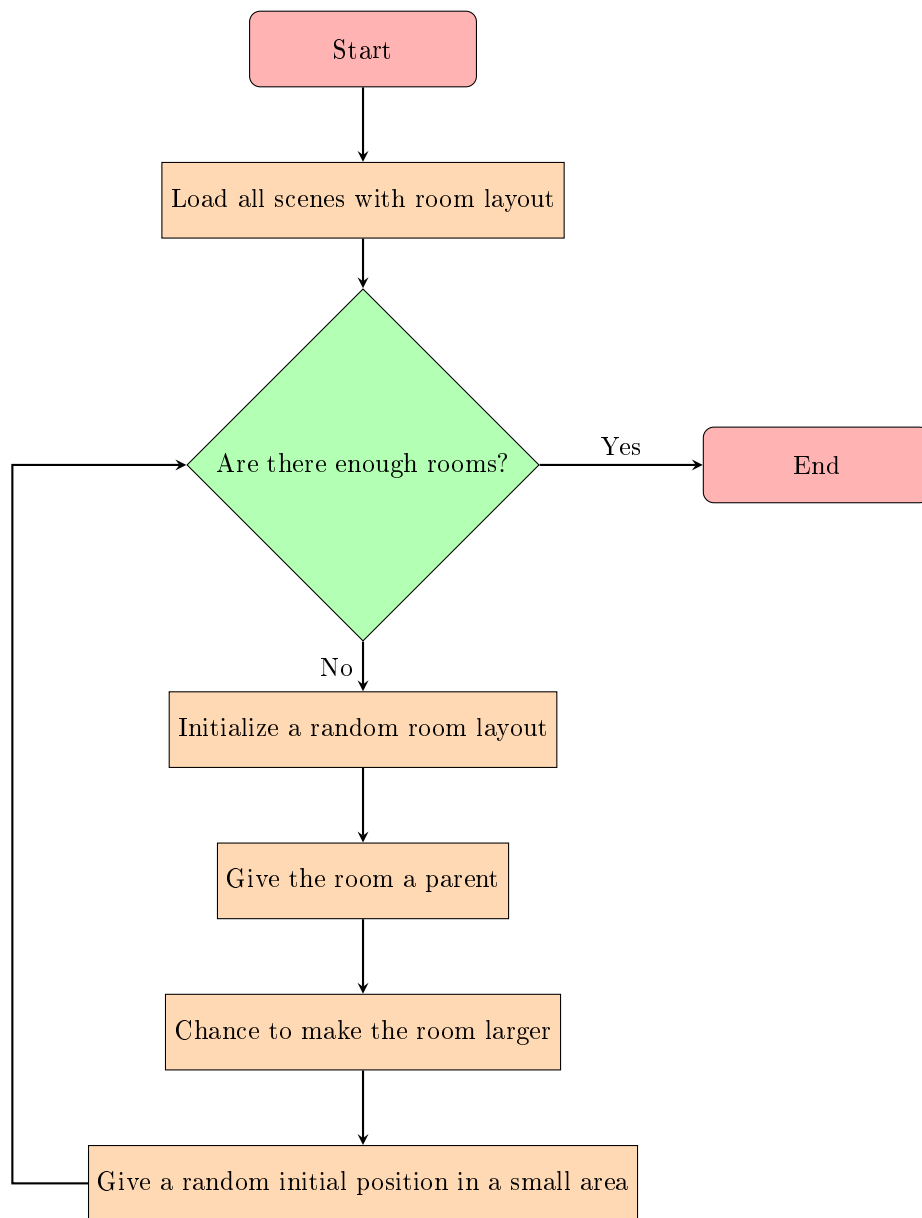 Start
Load all scenes with room layout
Are there enough rooms?
Yes
End
No
Initialize a random room layout
Give the room a parent
Chance to make the room larger
Give a random initial position in a small area